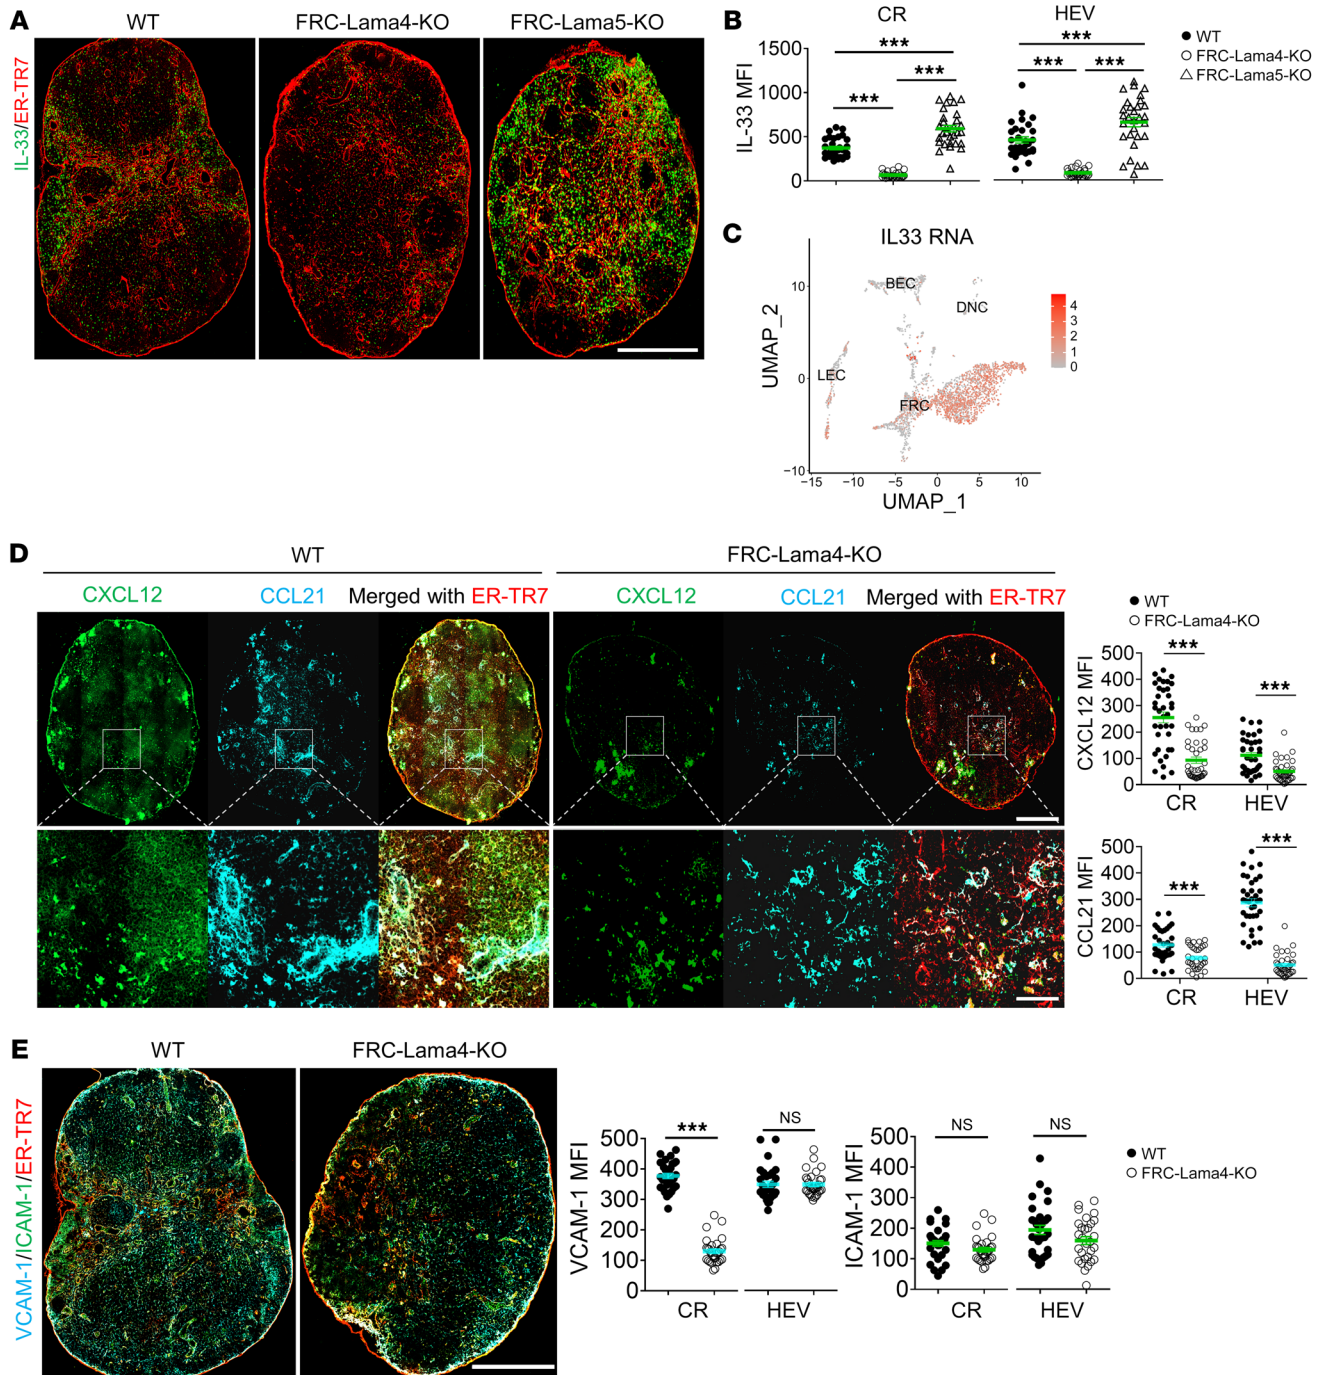 A
WT
FRC-Lama4-KO
FRC-Lama5-KO
IL-33/ER-TR7
B
CR
HEV
WT
FRC-Lama4-KO
FRC-Lama5-KO
IL-33 MFI
1500
1000
500
0
***
***
***
***
***
***
C
IL33 RNA
BEC
DNC
LEC
FRC
UMAP_2
10
0
−10
−15
−10
−5
0
5
10
UMAP_1
4
3
2
1
0
D
WT
FRC-Lama4-KO
CXCL12
CCL21
Merged with ER-TR7
CXCL12
CCL21
Merged with ER-TR7
WT
FRC-Lama4-KO
CXCL12 MFI
500
400
300
200
100
0
***
***
CR
HEV
CCL21 MFI
500
400
300
200
100
0
***
***
CR
HEV
E
WT
FRC-Lama4-KO
VCAM-1/ICAM-1/ER-TR7
VCAM-1 MFI
500
400
300
200
100
0
***
NS
CR
HEV
ICAM-1 MFI
500
400
300
200
100
0
NS
NS
CR
HEV
WT
FRC-Lama4-KO